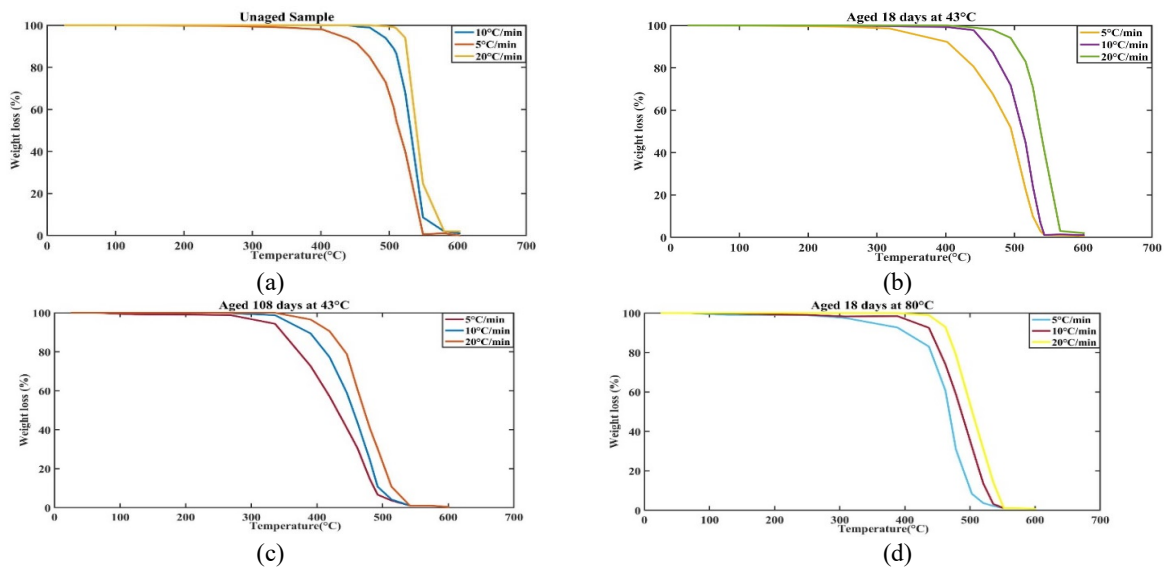 Unaged Sample
100
80
60
40
20
0
Weight loss (%)
10°C/min
5°C/min
20°C/min
0 100 200 300 400 500 600 700
Temperature(°C)
(a)
Aged 18 days at 43°C
100
80
60
40
20
0
Weight loss (%)
5°C/min
10°C/min
20°C/min
0 100 200 300 400 500 600 700
Temperature(°C)
(b)
Aged 108 days at 43°C
100
80
60
40
20
0
Weight loss (%)
5°C/min
10°C/min
20°C/min
0 100 200 300 400 500 600 700
Temperature(°C)
(c)
Aged 18 days at 80°C
100
80
60
40
20
0
Weight loss (%)
5°C/min
10°C/min
20°C/min
0 100 200 300 400 500 600 700
Temperature(°C)
(d)